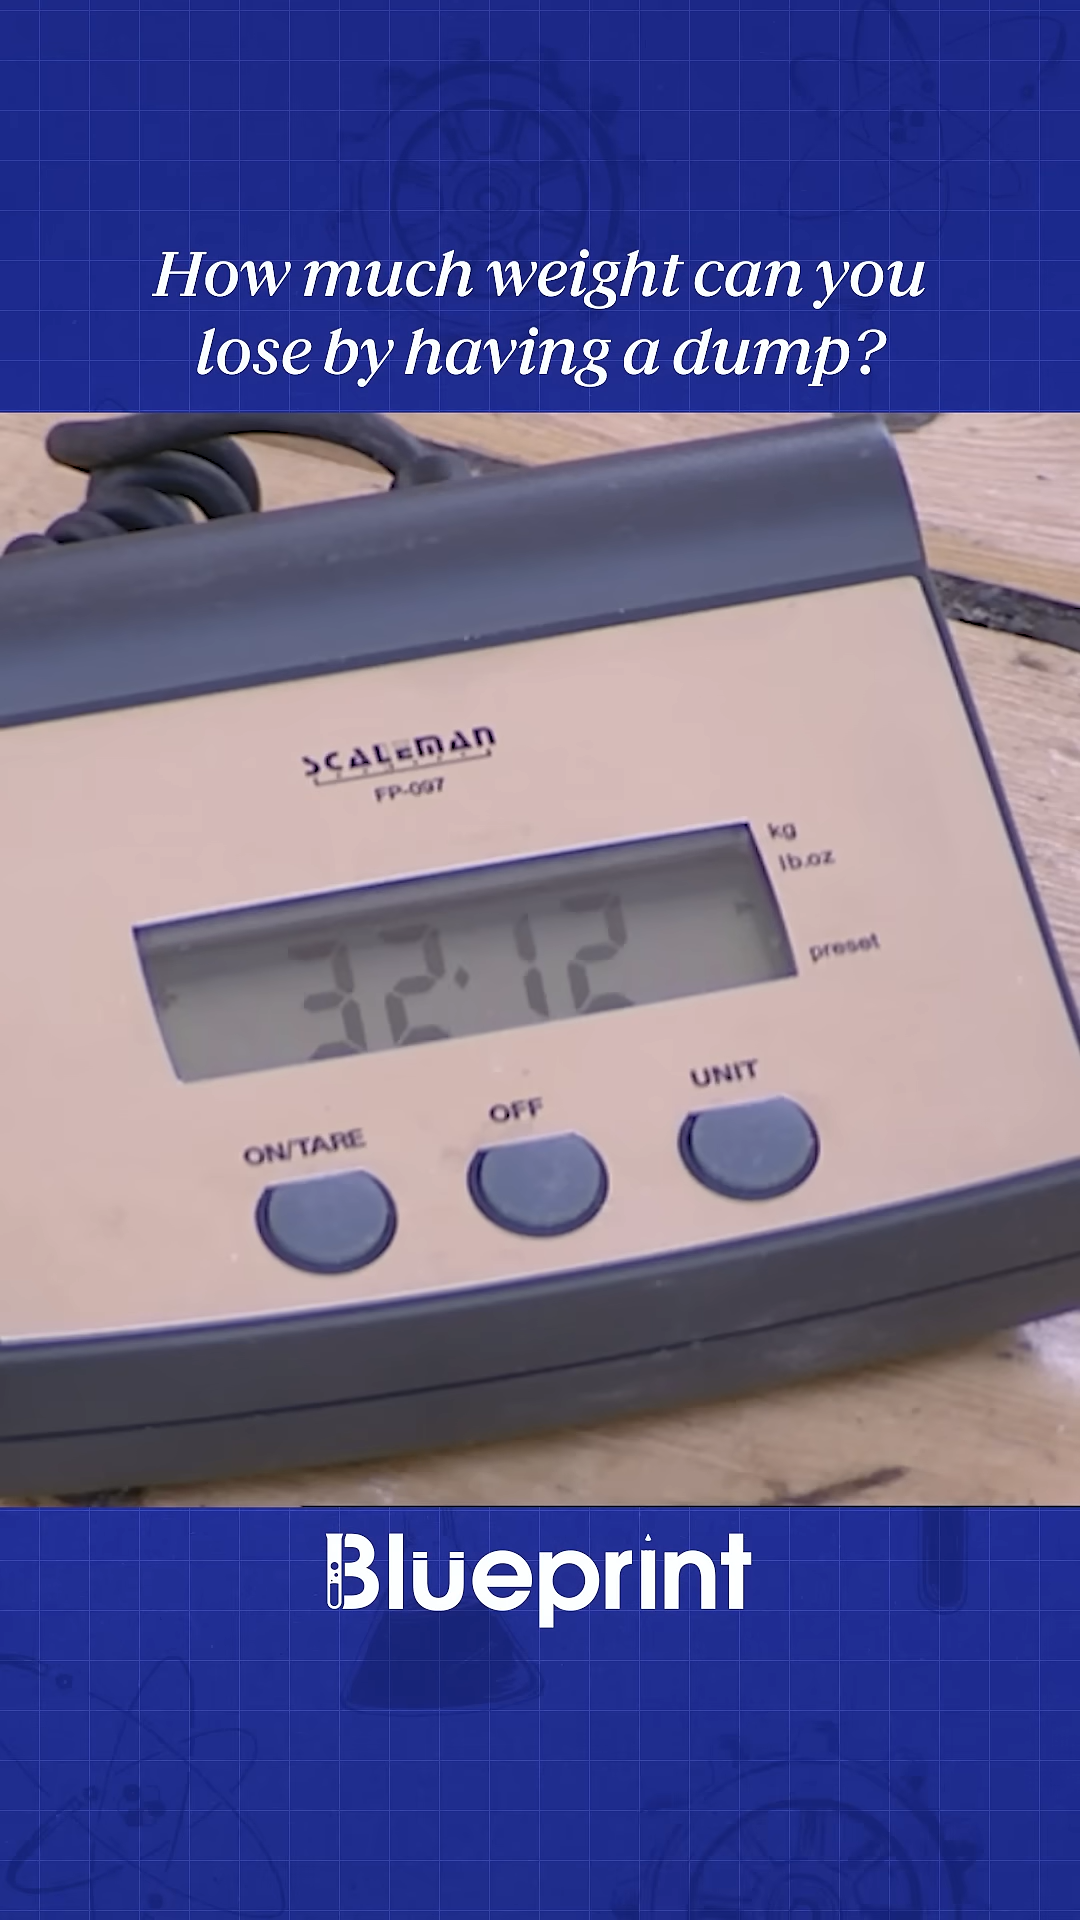 How much weight can you
lose by having a dump?
SCALEMAN
FP-097
kg
lb.oz
32.12
preset
UNIT
OFF
ON/TARE
Blueprint